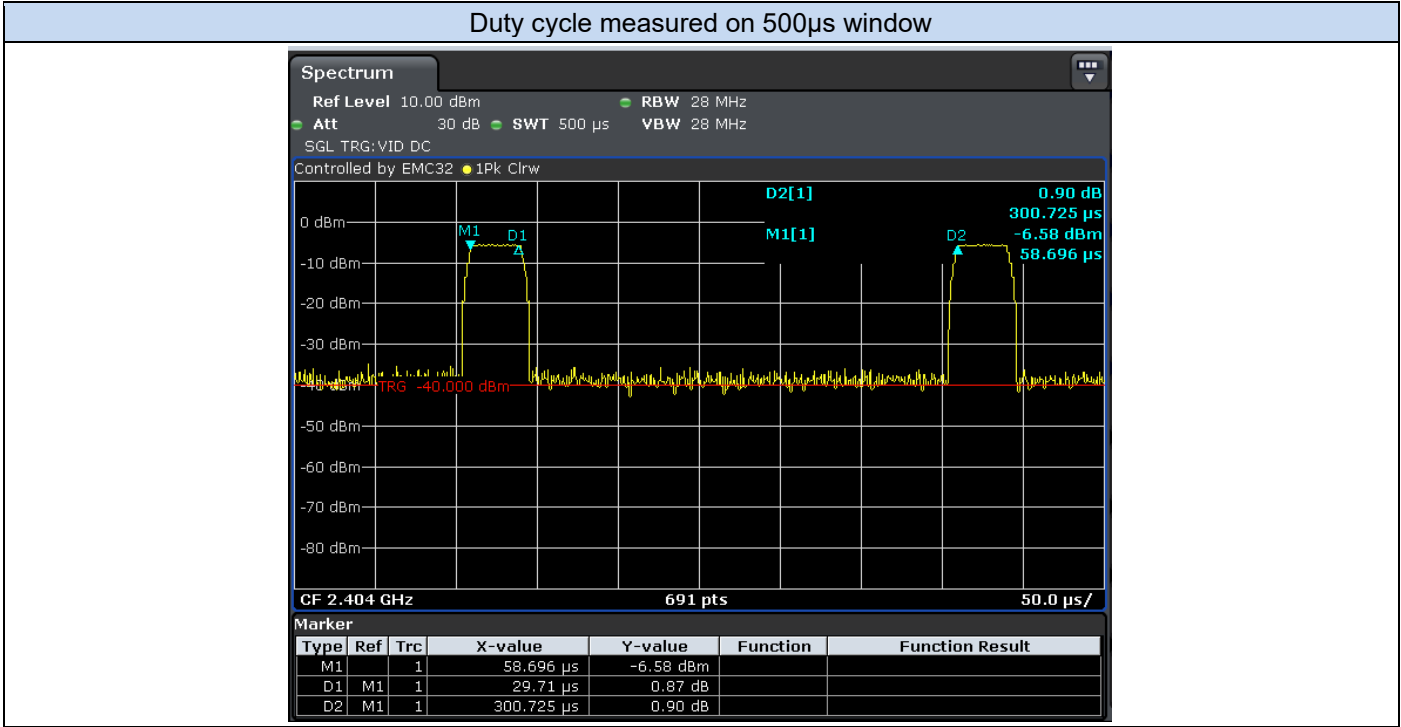 Duty cycle measured on 500µs window
Spectrum
Ref Level 10.00 dBm RBW 28 MHz
Att 30 dB SWT 500 µs VBW 28 MHz
SGL TRG:VID DC
Controlled by EMC32 1Pk Clrw
D2[1] 0.90 dB
300.725 µs
M1[1] -6.58 dBm
58.696 µs
0 dBm
M1 D1 D2
-10 dBm
-20 dBm
-30 dBm
-40 dBm
TRG -40.000 dBm
-50 dBm
-60 dBm
-70 dBm
-80 dBm
CF 2.404 GHz 691 pts 50.0 µs/
Marker
Type Ref Trc X-value Y-value Function Function Result
M1 1 58.696 µs -6.58 dBm
D1 M1 1 29.71 µs 0.87 dB
D2 M1 1 300.725 µs 0.90 dB